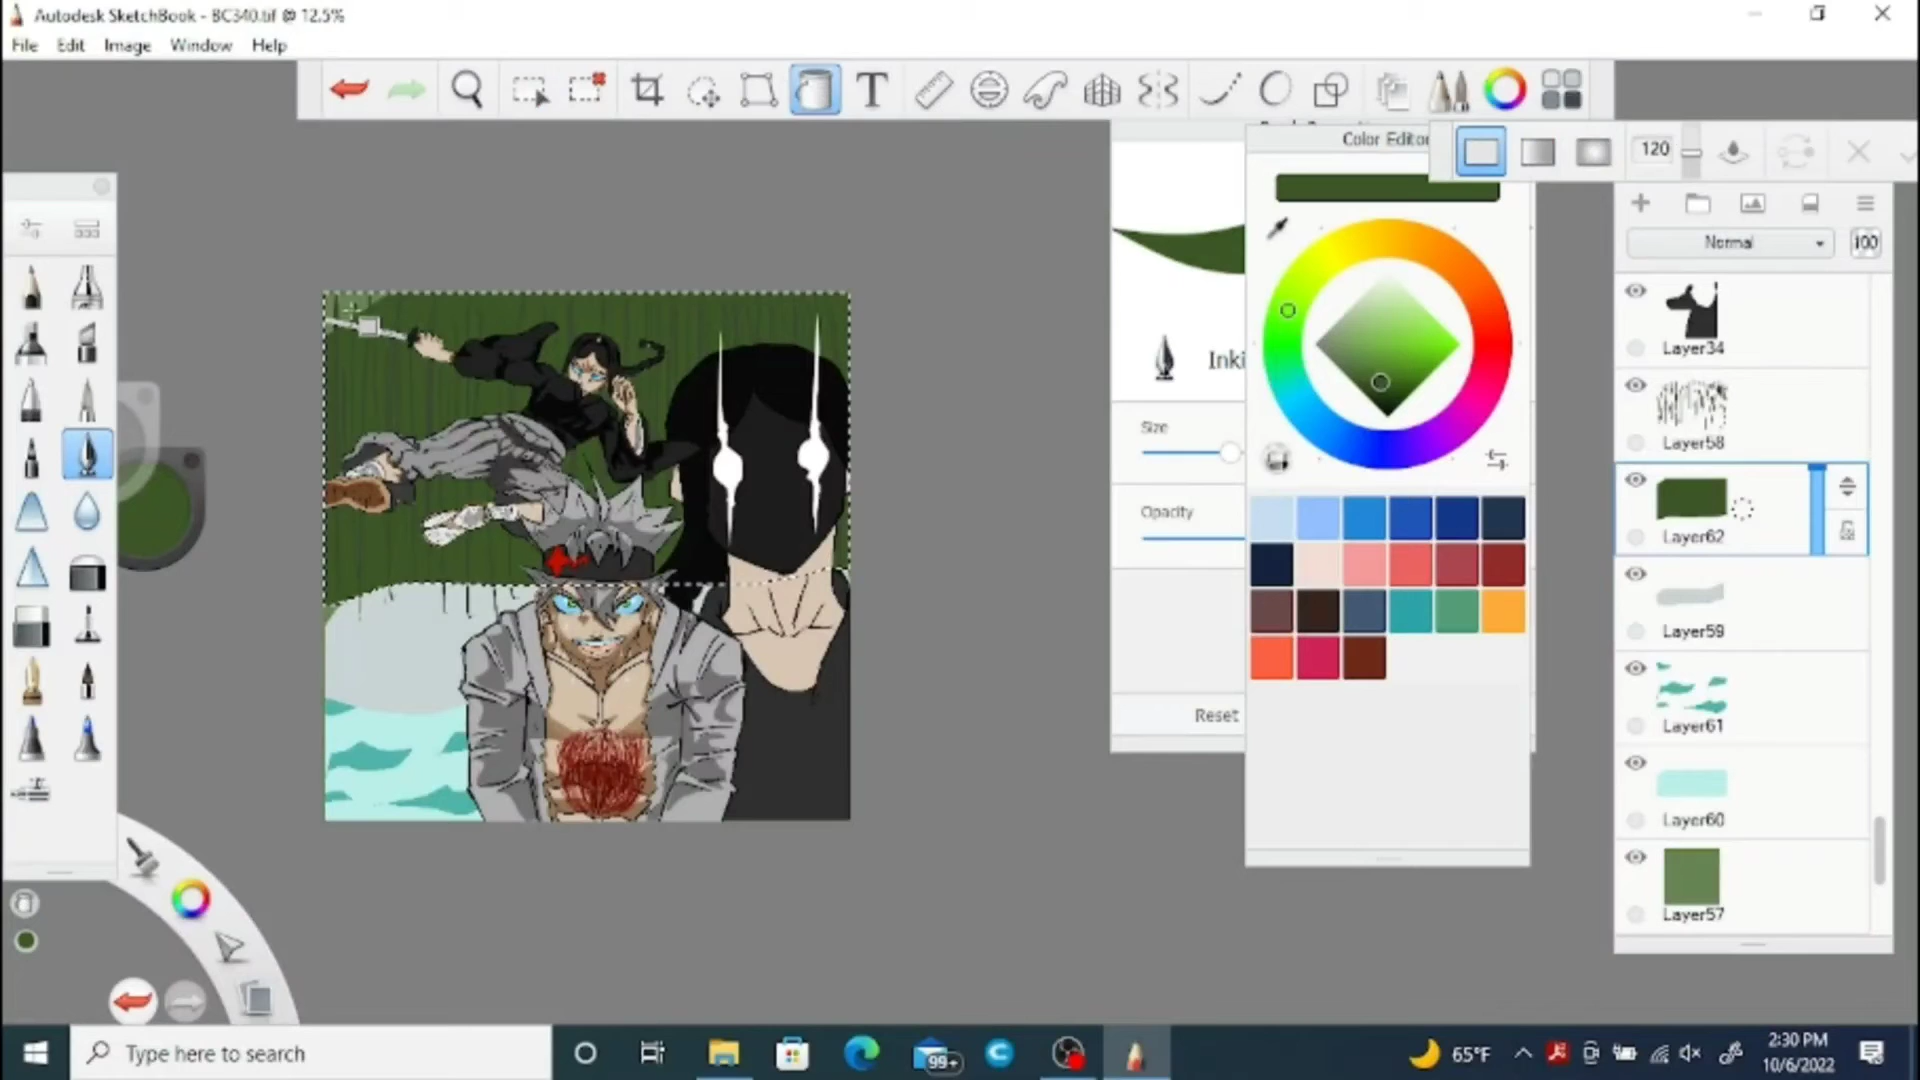 Autodesk SketchBook - BC340.tif @ 12.5%
File Edit Image Window Help
T
Color Editor
120
Normal 100
Layer34
Inki
Size
Layer58
Opacity
Layer62
Layer59
Reset
Layer61
Layer60
Layer57
Type here to search
99+
65°F
2:30 PM
10/6/2022